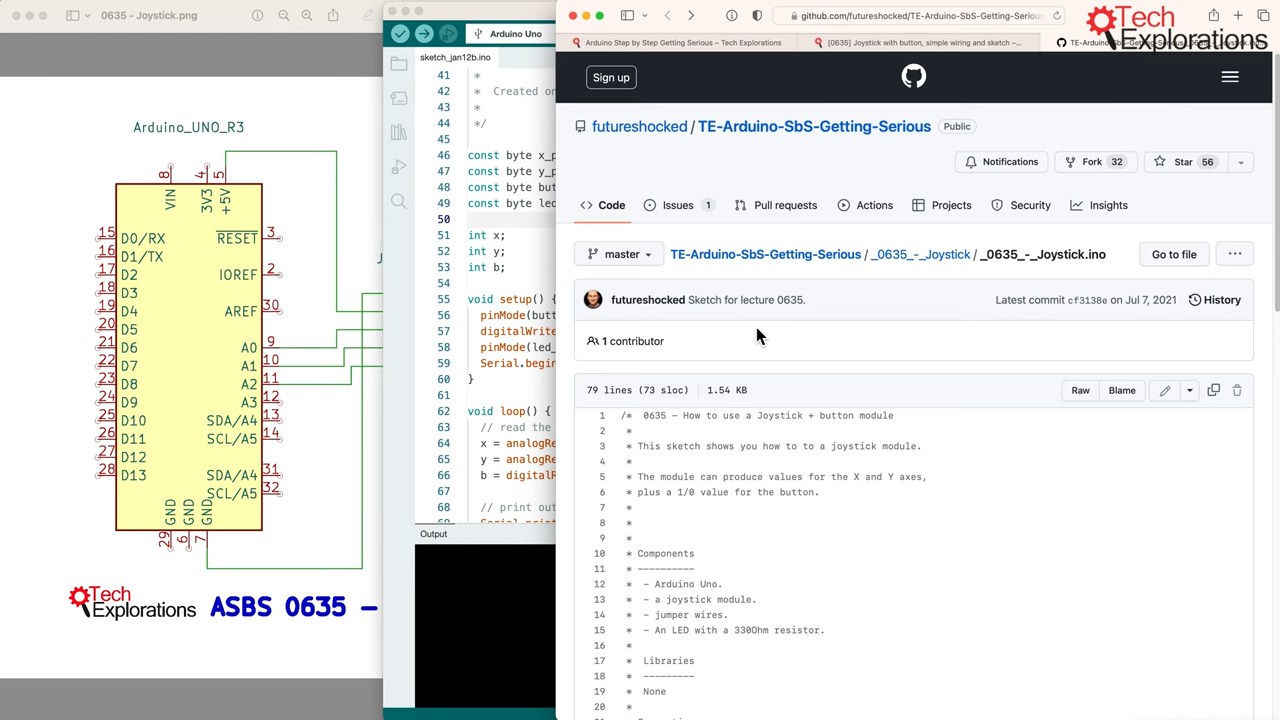 0635 - Joystick.png
Arduino_UNO_R3
8
4
5
VIN
3V3
+5V
15 D0/RX
16 D1/TX
17 D2
18 D3
19 D4
20 D5
21 D6
22 D7
23 D8
24 D9
25 D10
26 D11
27 D12
28 D13
RESET 3
IOREF 2
AREF 30
A0 9
A1 10
A2 11
A3 12
SDA/A4 13
SCL/A5 14
SDA/A4 31
SCL/A5 32
GND
GND
GND
29
6
7
J
Tech
Explorations
ASBS 0635 –
Arduino Uno
sketch_jan12b.ino
41 *
42 * Created on
43 *
44 */
45
46 const byte x_p
47 const byte y_p
48 const byte but
49 const byte led
50
51 int x;
52 int y;
53 int b;
54
55 void setup() {
56 pinMode(butt
57 digitalWrite
58 pinMode(led_
59 Serial.begin
60 }
61
62 void loop() {
63 // read the
64 x = analogRe
65 y = analogRe
66 b = digitalR
67
68 // print out
69 Serial.print
Output
github.com/futureshocked/TE-Arduino-SbS-Getting-Serious
Tech
Explorations
Arduino Step by Step Getting Serious – Tech Explorations
[0635] Joystick with button, simple wiring and sketch –...
Sign up
futureshocked / TE-Arduino-SbS-Getting-Serious Public
Notifications
Fork 32
Star 56
<> Code
Issues 1
Pull requests
Actions
Projects
Security
Insights
master
TE-Arduino-SbS-Getting-Serious / _0635_-_Joystick / _0635_-_Joystick.ino
Go to file
...
futureshocked Sketch for lecture 0635.
Latest commit cf3138e on Jul 7, 2021
History
1 contributor
79 lines (73 sloc) 1.54 KB
Raw
Blame
1 /* 0635 - How to use a Joystick + button module
2 *
3 * This sketch shows you how to to a joystick module.
4 *
5 * The module can produce values for the X and Y axes,
6 * plus a 1/0 value for the button.
7 *
8 *
9 *
10 * Components
11 * ----------
12 * - Arduino Uno.
13 * - a joystick module.
14 * - jumper wires.
15 * - An LED with a 330Ohm resistor.
16 *
17 * Libraries
18 * ---------
19 * None
20 *